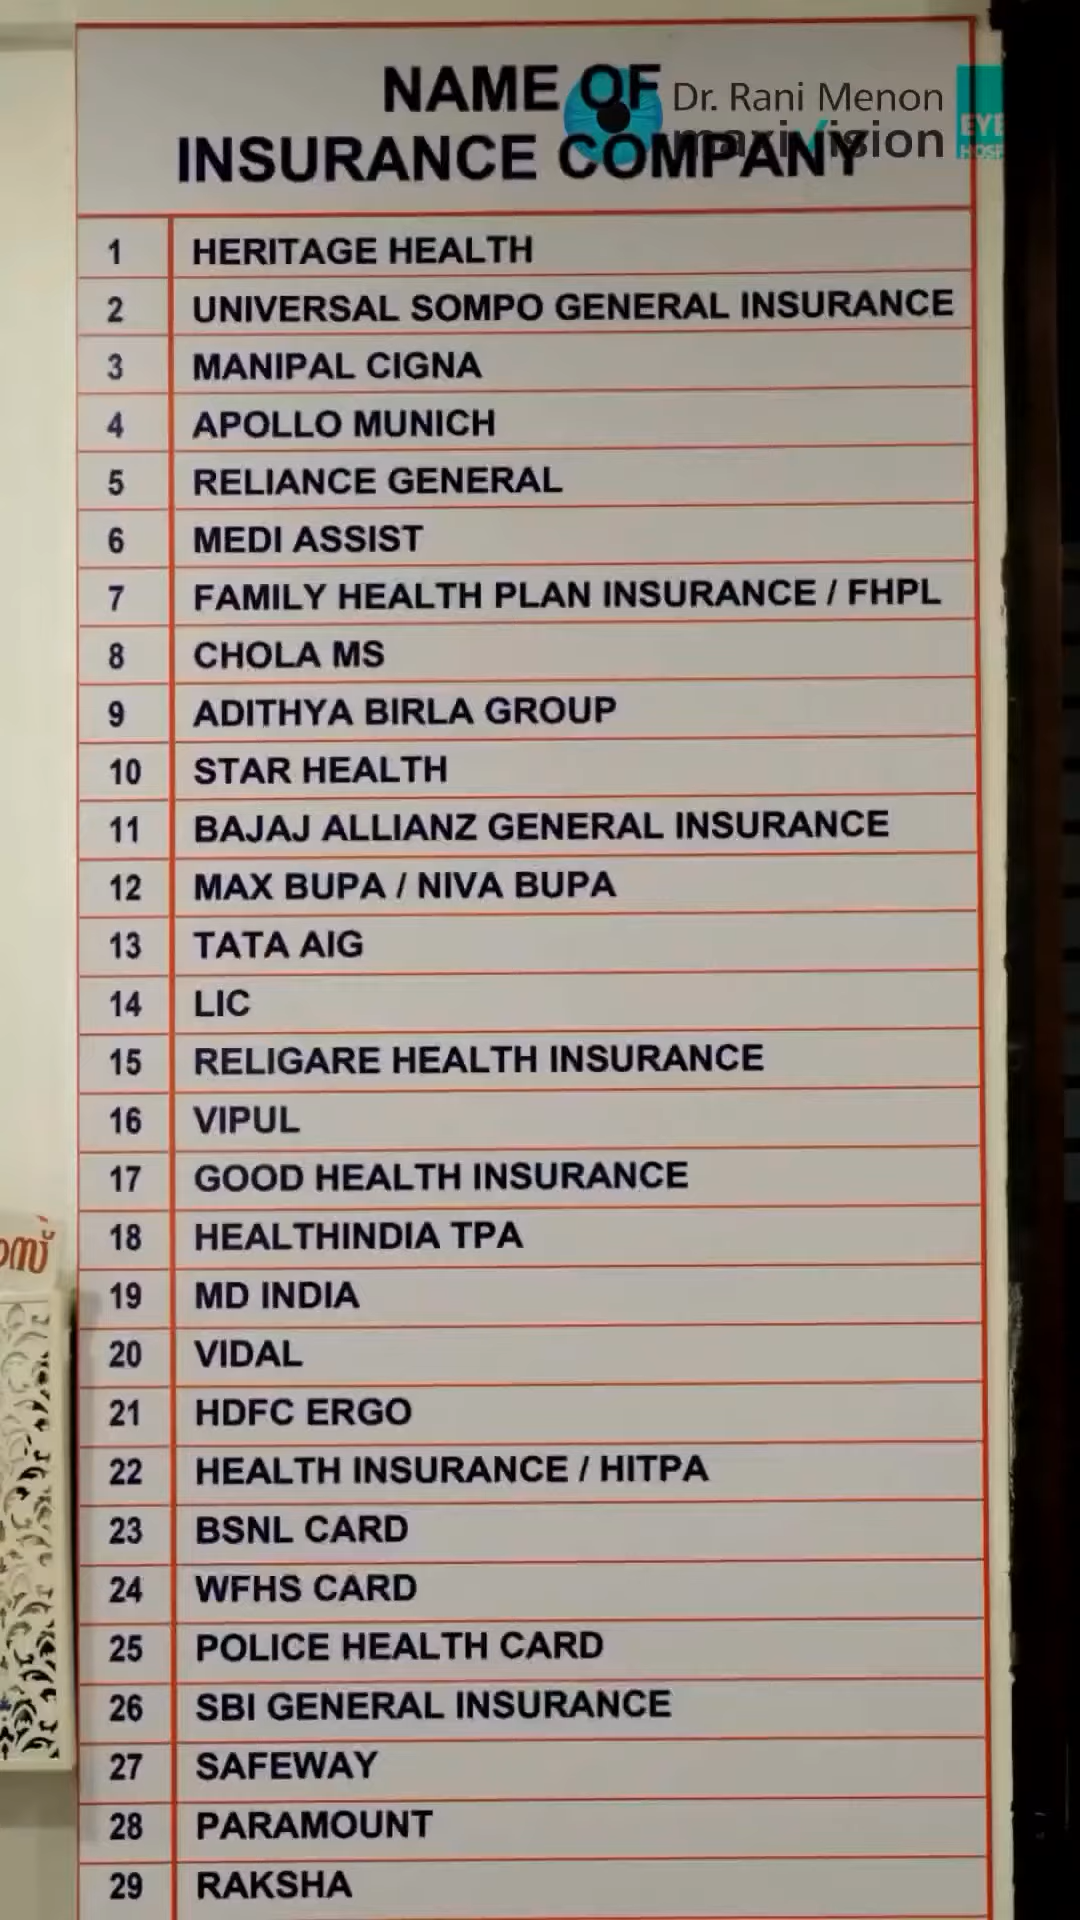 NAME OF
INSURANCE COMPANY
Dr. Rani Menon
maxivision
EYE
1 HERITAGE HEALTH
2 UNIVERSAL SOMPO GENERAL INSURANCE
3 MANIPAL CIGNA
4 APOLLO MUNICH
5 RELIANCE GENERAL
6 MEDI ASSIST
7 FAMILY HEALTH PLAN INSURANCE / FHPL
8 CHOLA MS
9 ADITHYA BIRLA GROUP
10 STAR HEALTH
11 BAJAJ ALLIANZ GENERAL INSURANCE
12 MAX BUPA / NIVA BUPA
13 TATA AIG
14 LIC
15 RELIGARE HEALTH INSURANCE
16 VIPUL
17 GOOD HEALTH INSURANCE
18 HEALTHINDIA TPA
19 MD INDIA
20 VIDAL
21 HDFC ERGO
22 HEALTH INSURANCE / HITPA
23 BSNL CARD
24 WFHS CARD
25 POLICE HEALTH CARD
26 SBI GENERAL INSURANCE
27 SAFEWAY
28 PARAMOUNT
29 RAKSHA